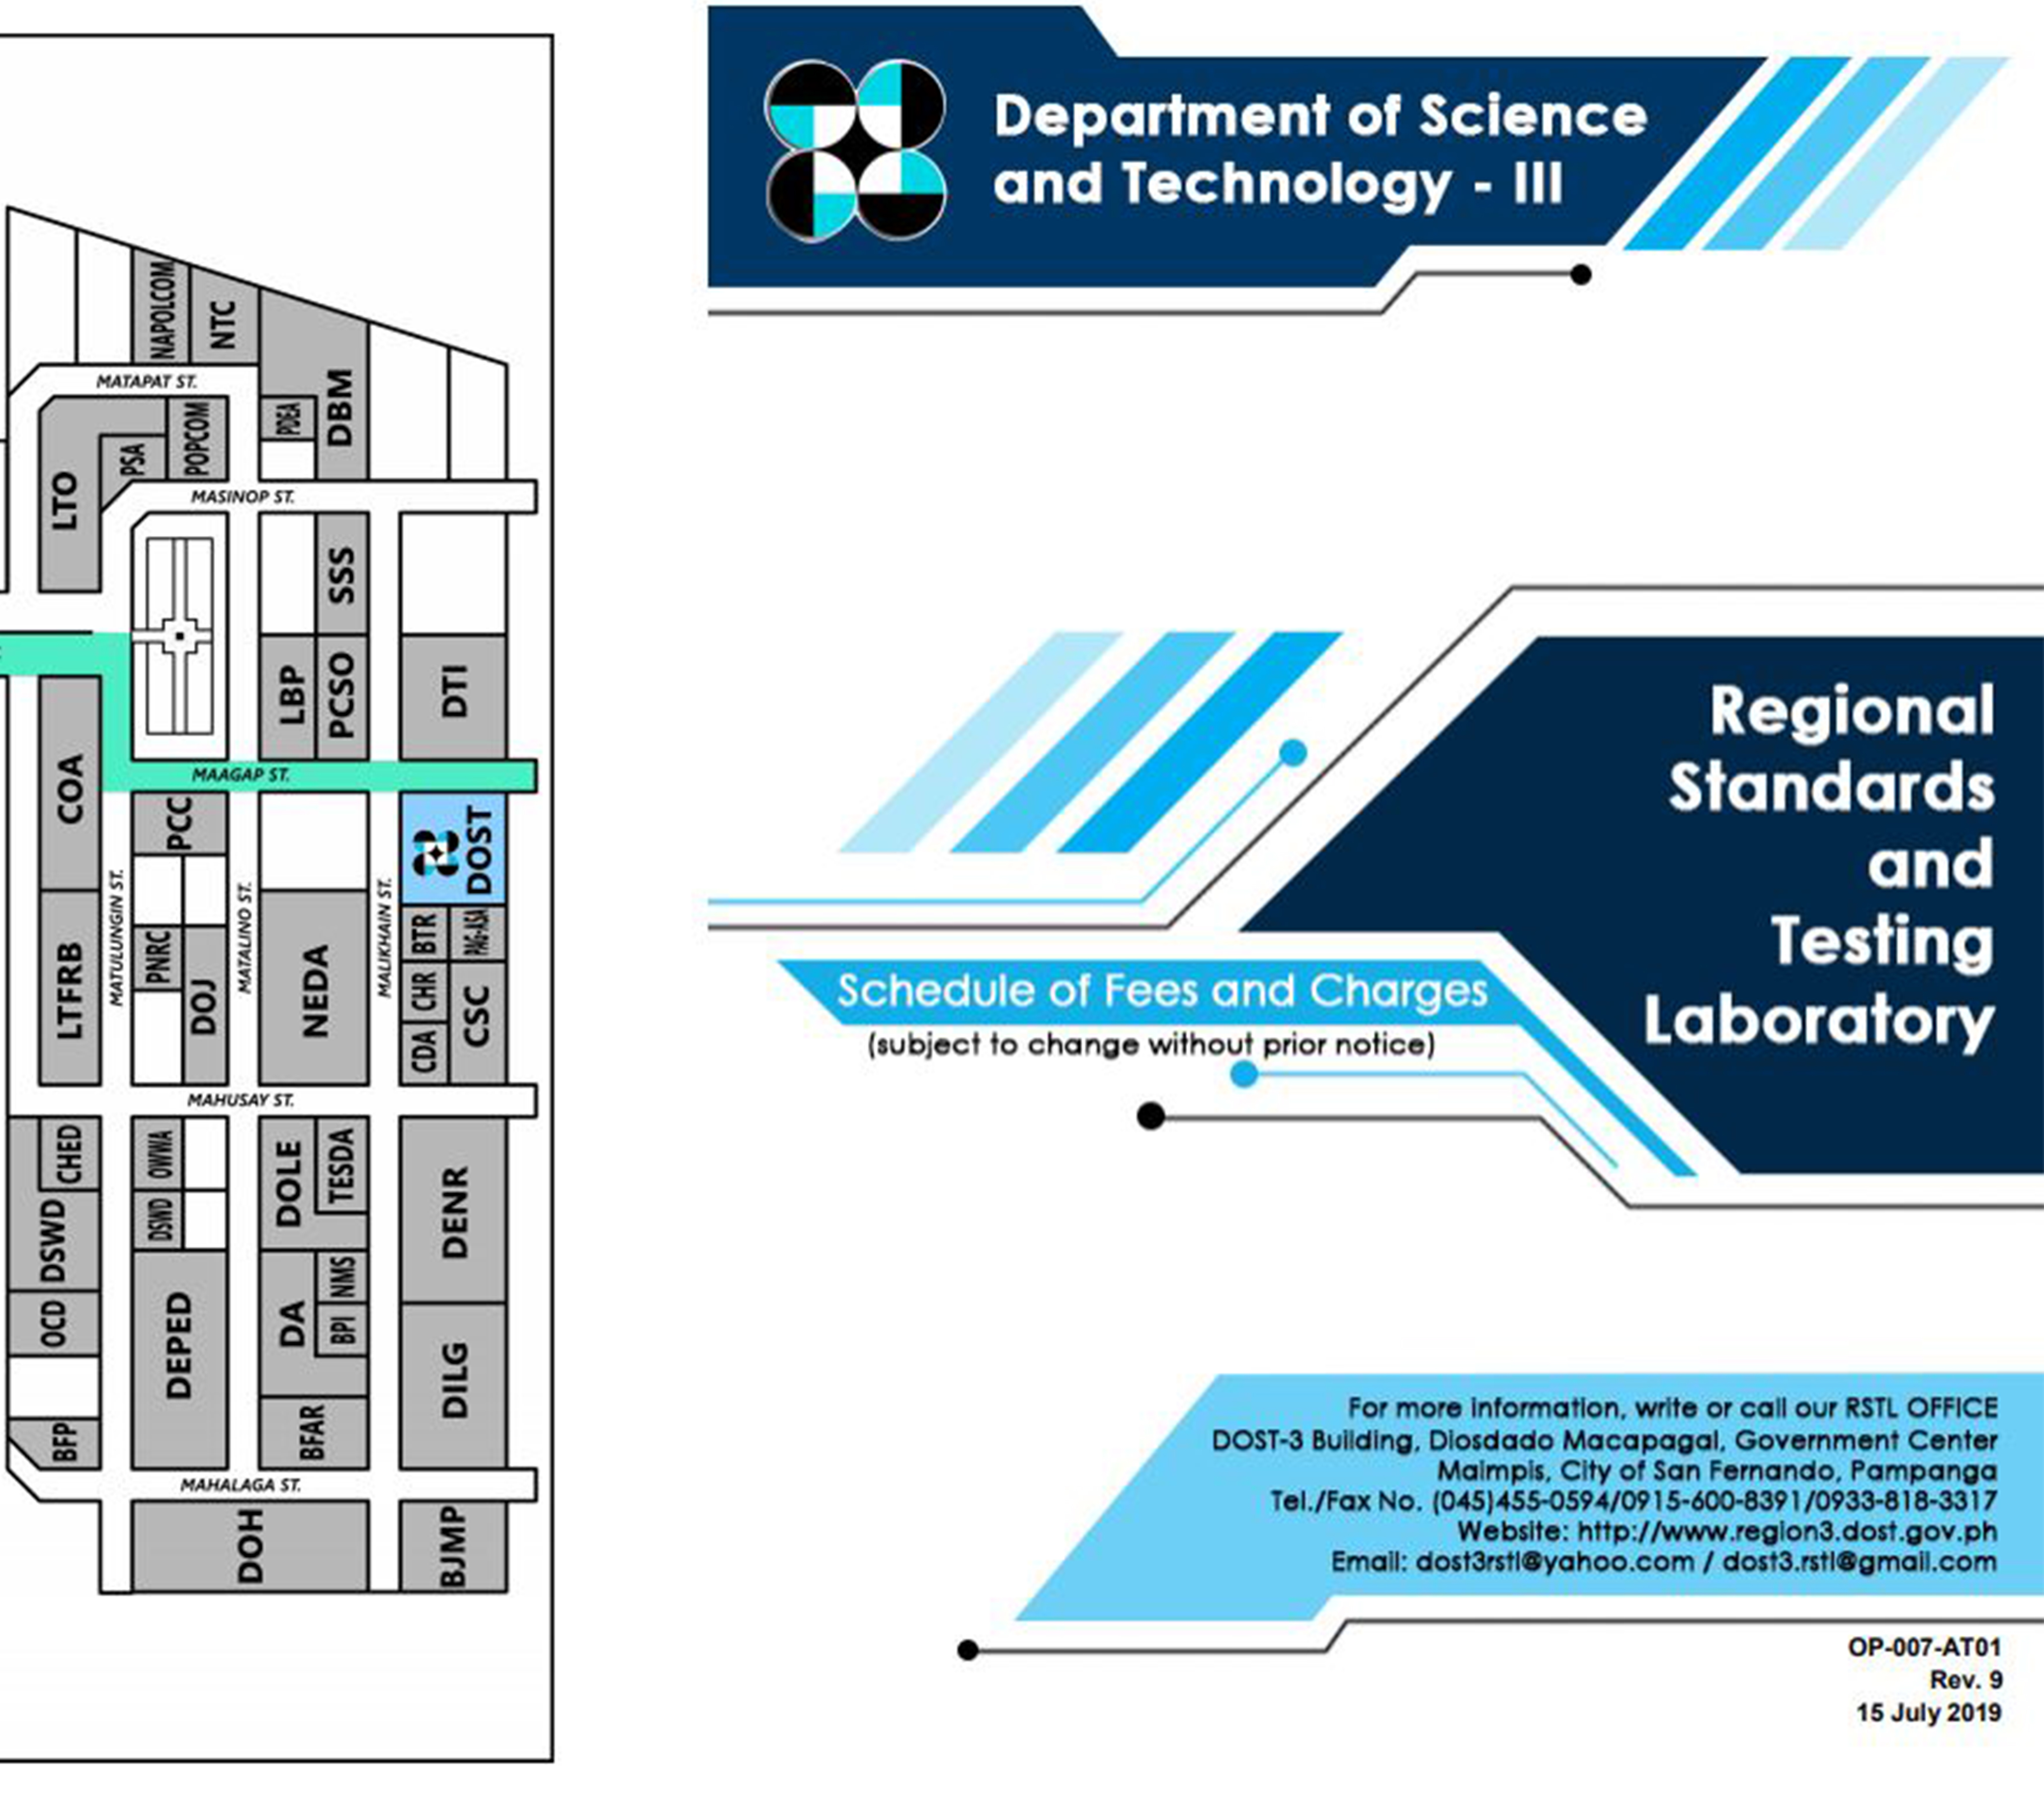 NAPOLCOM
NTC
MATAPAT ST.
LTO
PSA
POPCOM
PDEA
DBM
MASINOP ST.
SSS
LBP
PCSO
DTI
COA
MAAGAP ST.
PCC
DOST
LTFRB
MATULUNGIN ST.
PNRC
DOJ
MATALINO ST.
NEDA
MALIKHAIN ST.
BTR
PAG-ASA
CHR
CSC
CDA
MAHUSAY ST.
CHED
OWWA
DOLE
TESDA
DENR
DSWD
DSWD
OCD
DEPED
DA
NMS
BPI
DILG
BFP
BFAR
MAHALAGA ST.
DOH
BJMP
Department of Science
and Technology - III
Regional
Standards
and
Testing
Laboratory
Schedule of Fees and Charges
(subject to change without prior notice)
For more information, write or call our RSTL OFFICE
DOST-3 Building, Diosdado Macapagal, Government Center
Maimpis, City of San Fernando, Pampanga
Tel./Fax No. (045)455-0594/0915-600-8391/0933-818-3317
Website: http://www.region3.dost.gov.ph
Email: dost3rstl@yahoo.com / dost3.rstl@gmail.com
OP-007-AT01
Rev. 9
15 July 2019